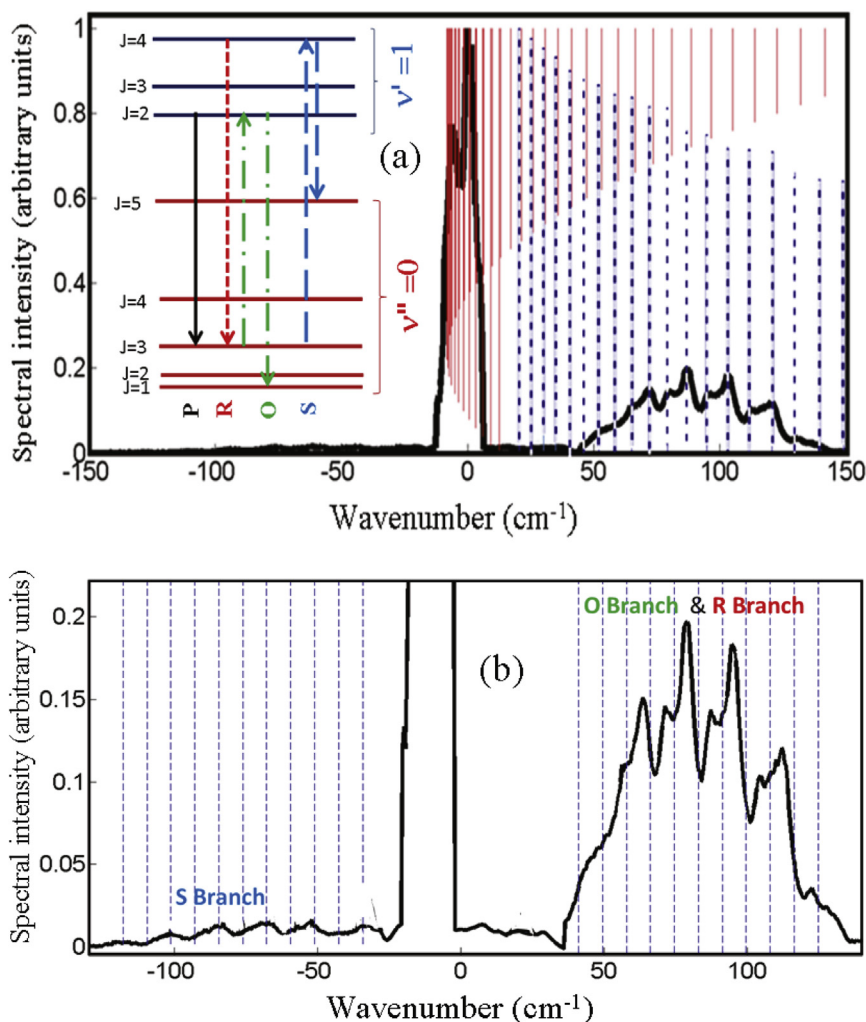 Spectral intensity (arbitrary units)
1
0.8
0.6
0.4
0.2
0
J=4
J=3
J=2
ν'=1
(a)
J=5
J=4
J=3
J=2
J=1
ν"=0
P R O S
-150 -100 -50 0 50 100 150
Wavenumber (cm⁻¹)
Spectral intensity (arbitrary units)
0.2
0.15
0.1
0.05
0
O Branch & R Branch
(b)
S Branch
-100 -50 0 50 100
Wavenumber (cm⁻¹)